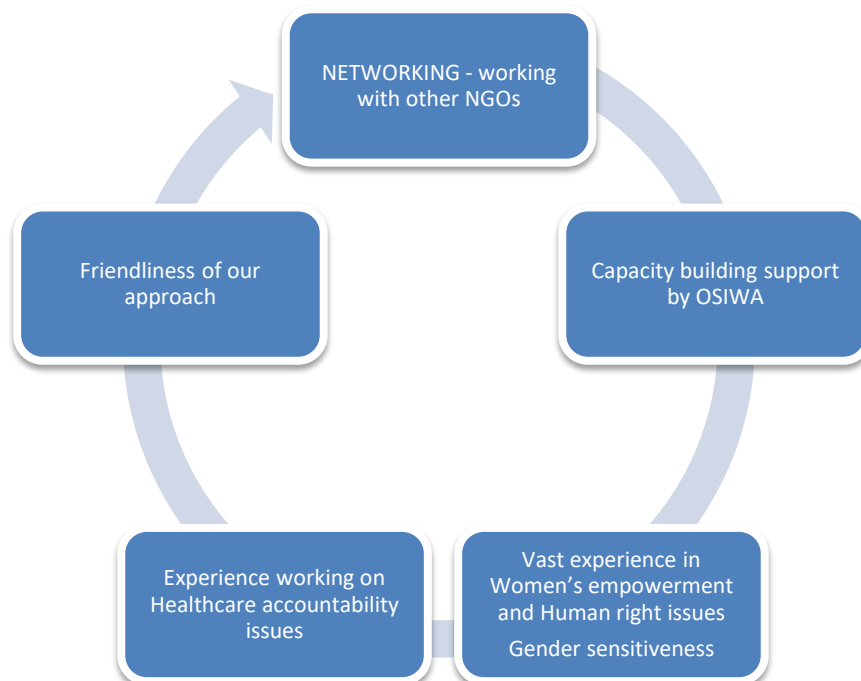 NETWORKING - working
with other NGOs
Capacity building support
by OSIWA
Vast experience in
Women’s empowerment
and Human right issues
Gender sensitiveness
Experience working on
Healthcare accountability
issues
Friendliness of our
approach